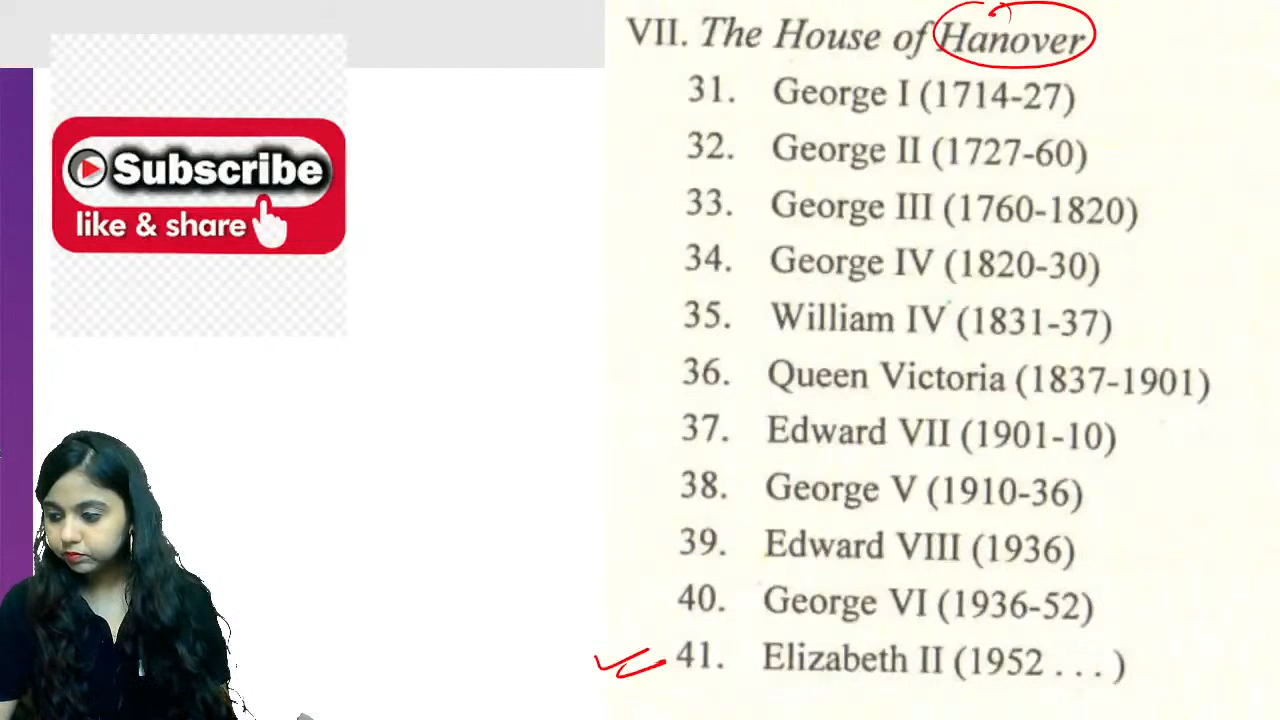 Subscribe
like & share
VII. The House of Hanover
31. George I (1714-27)
32. George II (1727-60)
33. George III (1760-1820)
34. George IV (1820-30)
35. William IV (1831-37)
36. Queen Victoria (1837-1901)
37. Edward VII (1901-10)
38. George V (1910-36)
39. Edward VIII (1936)
40. George VI (1936-52)
41. Elizabeth II (1952 . . . )